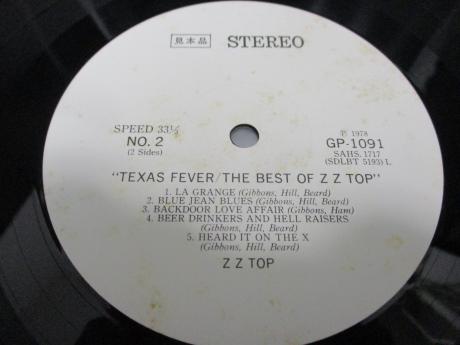 見本品 STEREO
SPEED 33⅓
NO. 2
(2 Sides)
Ⓟ 1978
GP-1091
SAHS. 1717
(SDLBT 5193) L
"TEXAS FEVER/THE BEST OF Z Z TOP"
1. LA GRANGE (Gibbons, Hill, Beard)
2. BLUE JEAN BLUES (Gibbons, Hill, Beard)
3. BACKDOOR LOVE AFFAIR (Gibbons, Ham)
4. BEER DRINKERS AND HELL RAISERS
(Gibbons, Hill, Beard)
5. HEARD IT ON THE X
(Gibbons, Hill, Beard)
Z Z TOP